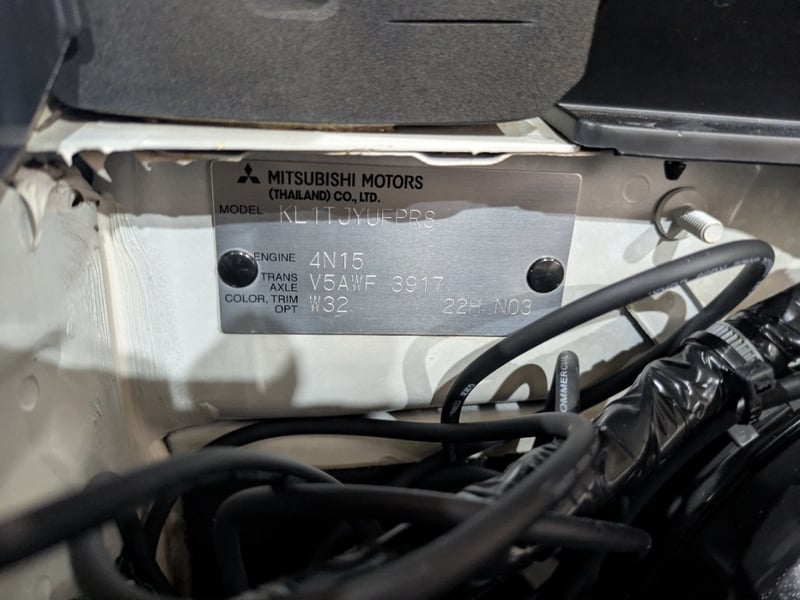 MITSUBISHI MOTORS
(THAILAND) CO., LTD.
MODEL KL1TJYUFPRS
ENGINE 4N15
TRANS AXLE V5AWF 3917
COLOR, TRIM OPT W32 22H N03
OMMERCIAL